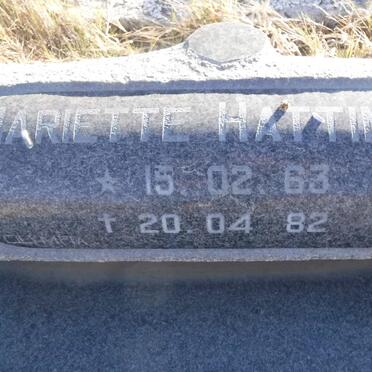 ARIETTE HATTIN
★ 15. 02. 63
† 20. 04 82